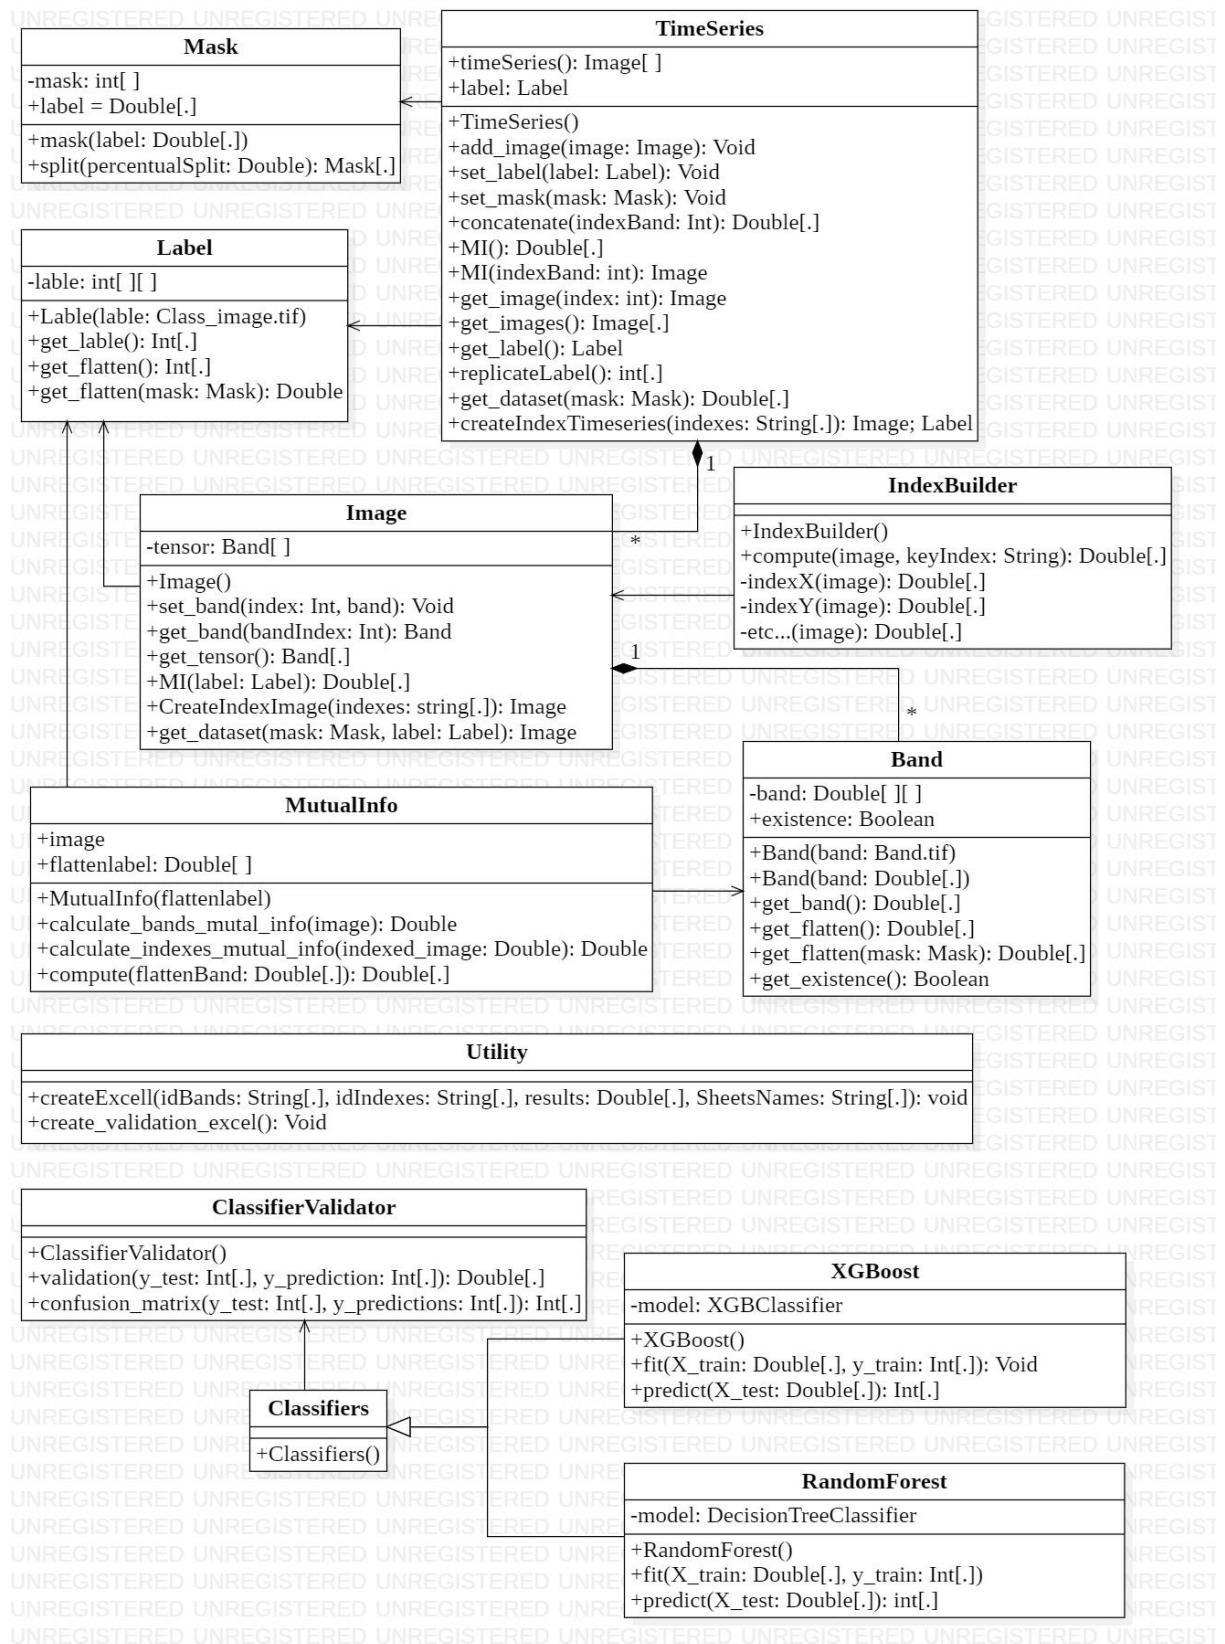 UNREGISTERED UNREGISTERED UNREGISTERED UNREGISTERED UNREGISTERED UNREGISTERED UNREGIST
Mask
-mask: int[ ]
+label = Double[.]
+mask(label: Double[.])
+split(percentualSplit: Double): Mask[.]
TimeSeries
+timeSeries(): Image[ ]
+label: Label
+TimeSeries()
+add_image(image: Image): Void
+set_label(label: Label): Void
+set_mask(mask: Mask): Void
+concatenate(indexBand: Int): Double[.]
+MI(): Double[.]
+MI(indexBand: int): Image
+get_image(index: int): Image
+get_images(): Image[.]
+get_label(): Label
+replicateLabel(): int[.]
+get_dataset(mask: Mask): Double[.]
+createIndexTimeseries(indexes: String[.]): Image; Label
Label
-lable: int[ ][ ]
+Lable(lable: Class_image.tif)
+get_lable(): Int[.]
+get_flatten(): Int[.]
+get_flatten(mask: Mask): Double
1
*
Image
-tensor: Band[ ]
+Image()
+set_band(index: Int, band): Void
+get_band(bandIndex: Int): Band
+get_tensor(): Band[.]
+MI(label: Label): Double[.]
+CreateIndexImage(indexes: string[.]): Image
+get_dataset(mask: Mask, label: Label): Image
IndexBuilder
+IndexBuilder()
+compute(image, keyIndex: String): Double[.]
-indexX(image): Double[.]
-indexY(image): Double[.]
-etc...(image): Double[.]
1
*
MutualInfo
+image
+flattenlabel: Double[ ]
+MutualInfo(flattenlabel)
+calculate_bands_mutal_info(image): Double
+calculate_indexes_mutual_info(indexed_image: Double): Double
+compute(flattenBand: Double[.]): Double[.]
Band
-band: Double[ ][ ]
+existence: Boolean
+Band(band: Band.tif)
+Band(band: Double[.])
+get_band(): Double[.]
+get_flatten(): Double[.]
+get_flatten(mask: Mask): Double[.]
+get_existence(): Boolean
Utility
+createExcell(idBands: String[.], idIndexes: String[.], results: Double[.], SheetsNames: String[.]): void
+create_validation_excel(): Void
ClassifierValidator
+ClassifierValidator()
+validation(y_test: Int[.], y_prediction: Int[.]): Double[.]
+confusion_matrix(y_test: Int[.], y_predictions: Int[.]): Int[.]
Classifiers
+Classifiers()
XGBoost
-model: XGBClassifier
+XGBoost()
+fit(X_train: Double[.], y_train: Int[.]): Void
+predict(X_test: Double[.]): Int[.]
RandomForest
-model: DecisionTreeClassifier
+RandomForest()
+fit(X_train: Double[.], y_train: Int[.])
+predict(X_test: Double[.]): int[.]